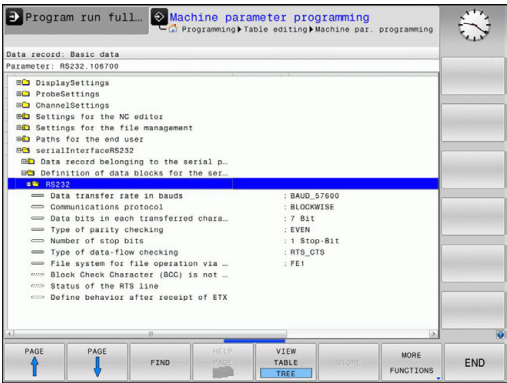 Program run full...
Machine parameter programming
Programming Table editing Machine par. programming
Data record: Basic data
Parameter: RS232.106700
DisplaySettings
ProbeSettings
ChannelSettings
Settings for the NC editor
Settings for the file management
Paths for the end user
serialInterfaceRS232
Data record belonging to the serial p...
Definition of data blocks for the ser...
RS232
Data transfer rate in bauds : BAUD_57600
Communications protocol : BLOCKWISE
Data bits in each transferred chara... : 7 Bit
Type of parity checking : EVEN
Number of stop bits : 1 Stop-Bit
Type of data-flow checking : RTS_CTS
File system for file operation via ... : FE1
Block Check Character (BCC) is not ...
Status of the RTS line
Define behavior after receipt of ETX
PAGE
PAGE
FIND
HELP
PAGE
VIEW
TABLE
TREE
STORE
MORE
FUNCTIONS
END